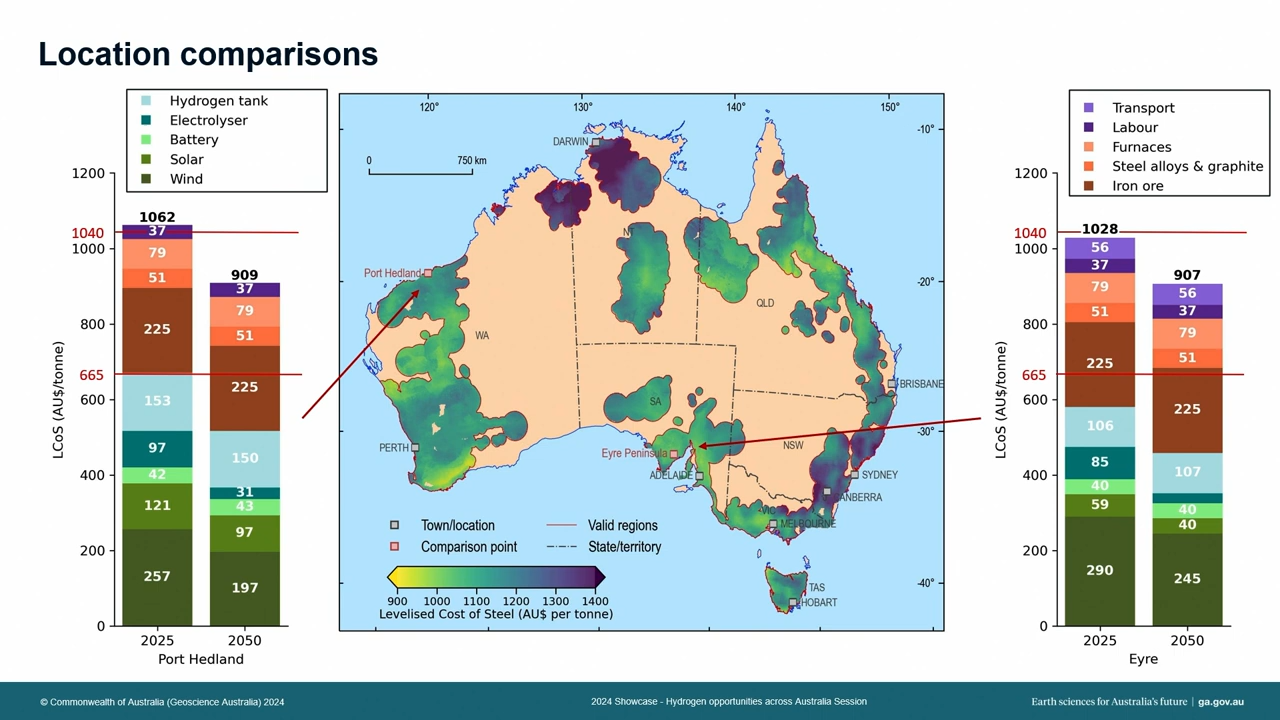 Location comparisons
Hydrogen tank
Electrolyser
Battery
Solar
Wind
1200
1000
800
600
400
200
0
LCoS (AU$/tonne)
1040
665
1062
37
79
51
225
153
97
42
121
257
909
37
79
51
225
150
31
43
97
197
2025
2050
Port Hedland
120°
130°
140°
150°
-10°
-20°
-30°
-40°
0
750 km
DARWIN
N
Port Hedland
QLD
WA
BRISBANE
SA
PERTH
Eyre Peninsula
NSW
ADELAIDE
SYDNEY
CANBERRA
VIC
MELBOURNE
TAS
HOBART
Town/location
Valid regions
Comparison point
State/territory
900
1000
1100
1200
1300
1400
Levelised Cost of Steel (AU$ per tonne)
Transport
Labour
Furnaces
Steel alloys & graphite
Iron ore
1200
1000
800
600
400
200
0
LCoS (AU$/tonne)
1040
665
1028
56
37
79
51
225
106
85
40
59
290
907
56
37
79
51
225
107
40
40
245
2025
2050
Eyre
© Commonwealth of Australia (Geoscience Australia) 2024
2024 Showcase - Hydrogen opportunities across Australia Session
Earth sciences for Australia's future | ga.gov.au